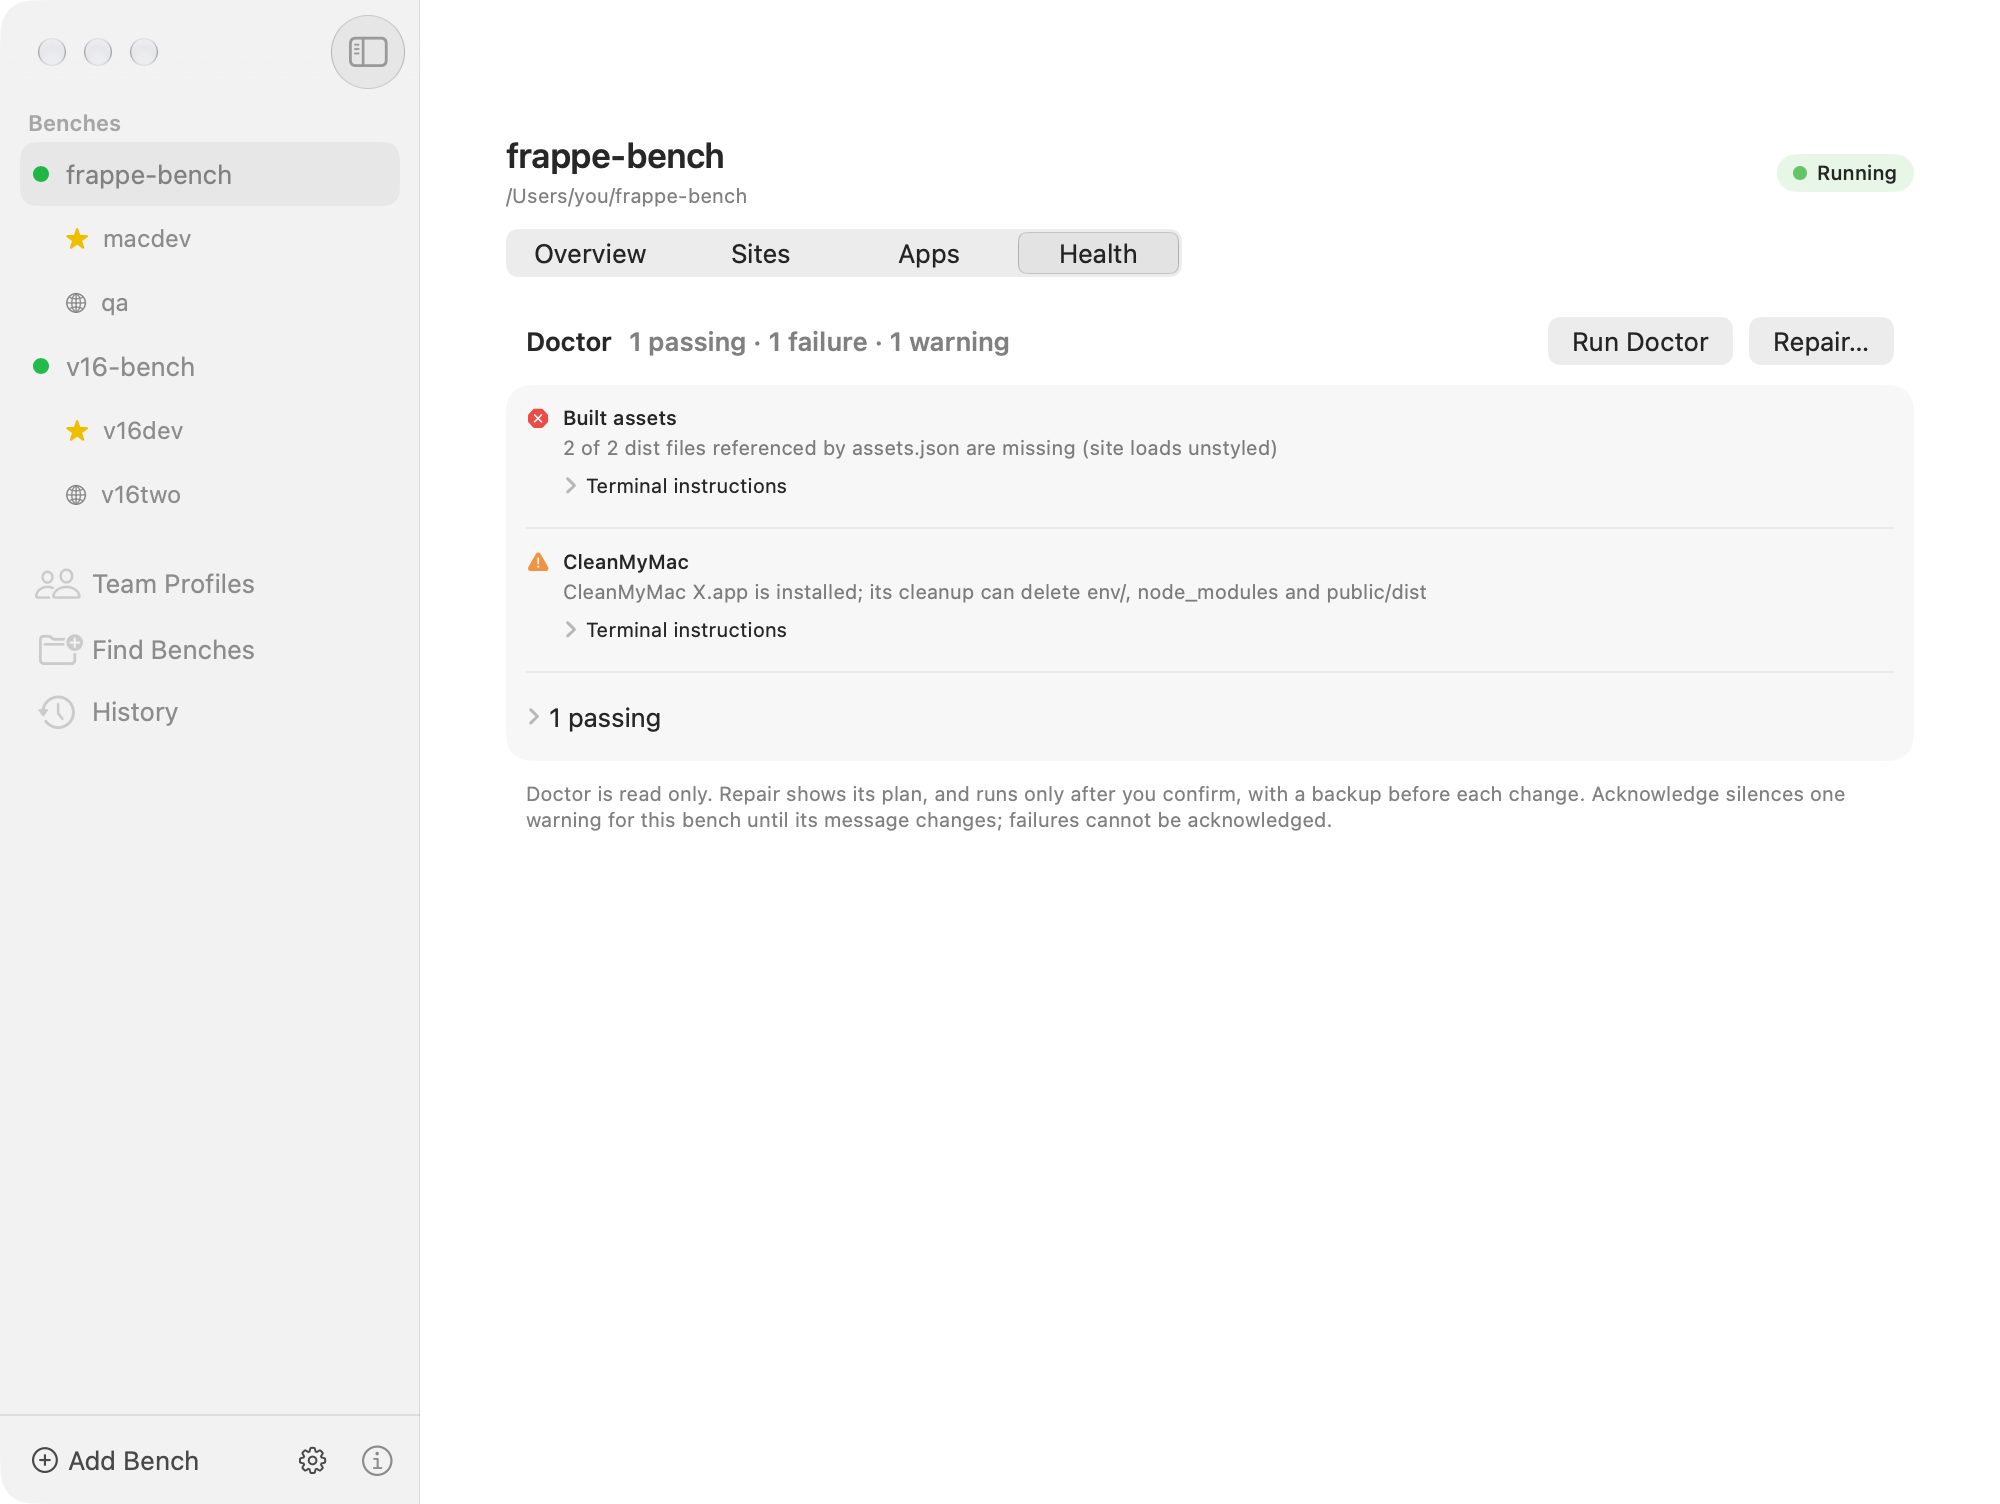 Benches
frappe-bench
macdev
qa
v16-bench
v16dev
v16two
Team Profiles
Find Benches
History
Add Bench
frappe-bench
/Users/you/frappe-bench
Running
Overview Sites Apps Health
Doctor 1 passing · 1 failure · 1 warning
Run Doctor Repair...
Built assets
2 of 2 dist files referenced by assets.json are missing (site loads unstyled)
Terminal instructions
CleanMyMac
CleanMyMac X.app is installed; its cleanup can delete env/, node_modules and public/dist
Terminal instructions
1 passing
Doctor is read only. Repair shows its plan, and runs only after you confirm, with a backup before each change. Acknowledge silences one
warning for this bench until its message changes; failures cannot be acknowledged.